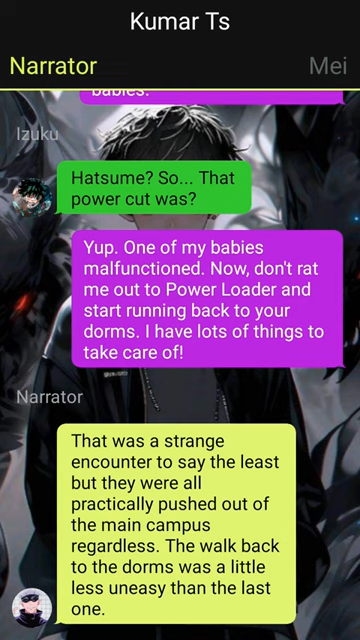 Kumar Ts
Narrator
Mei
babies.
Izuku
Hatsume? So... That
power cut was?
Yup. One of my babies
malfunctioned. Now, don't rat
me out to Power Loader and
start running back to your
dorms. I have lots of things to
take care of!
Narrator
That was a strange
encounter to say the least
but they were all
practically pushed out of
the main campus
regardless. The walk back
to the dorms was a little
less uneasy than the last
one.